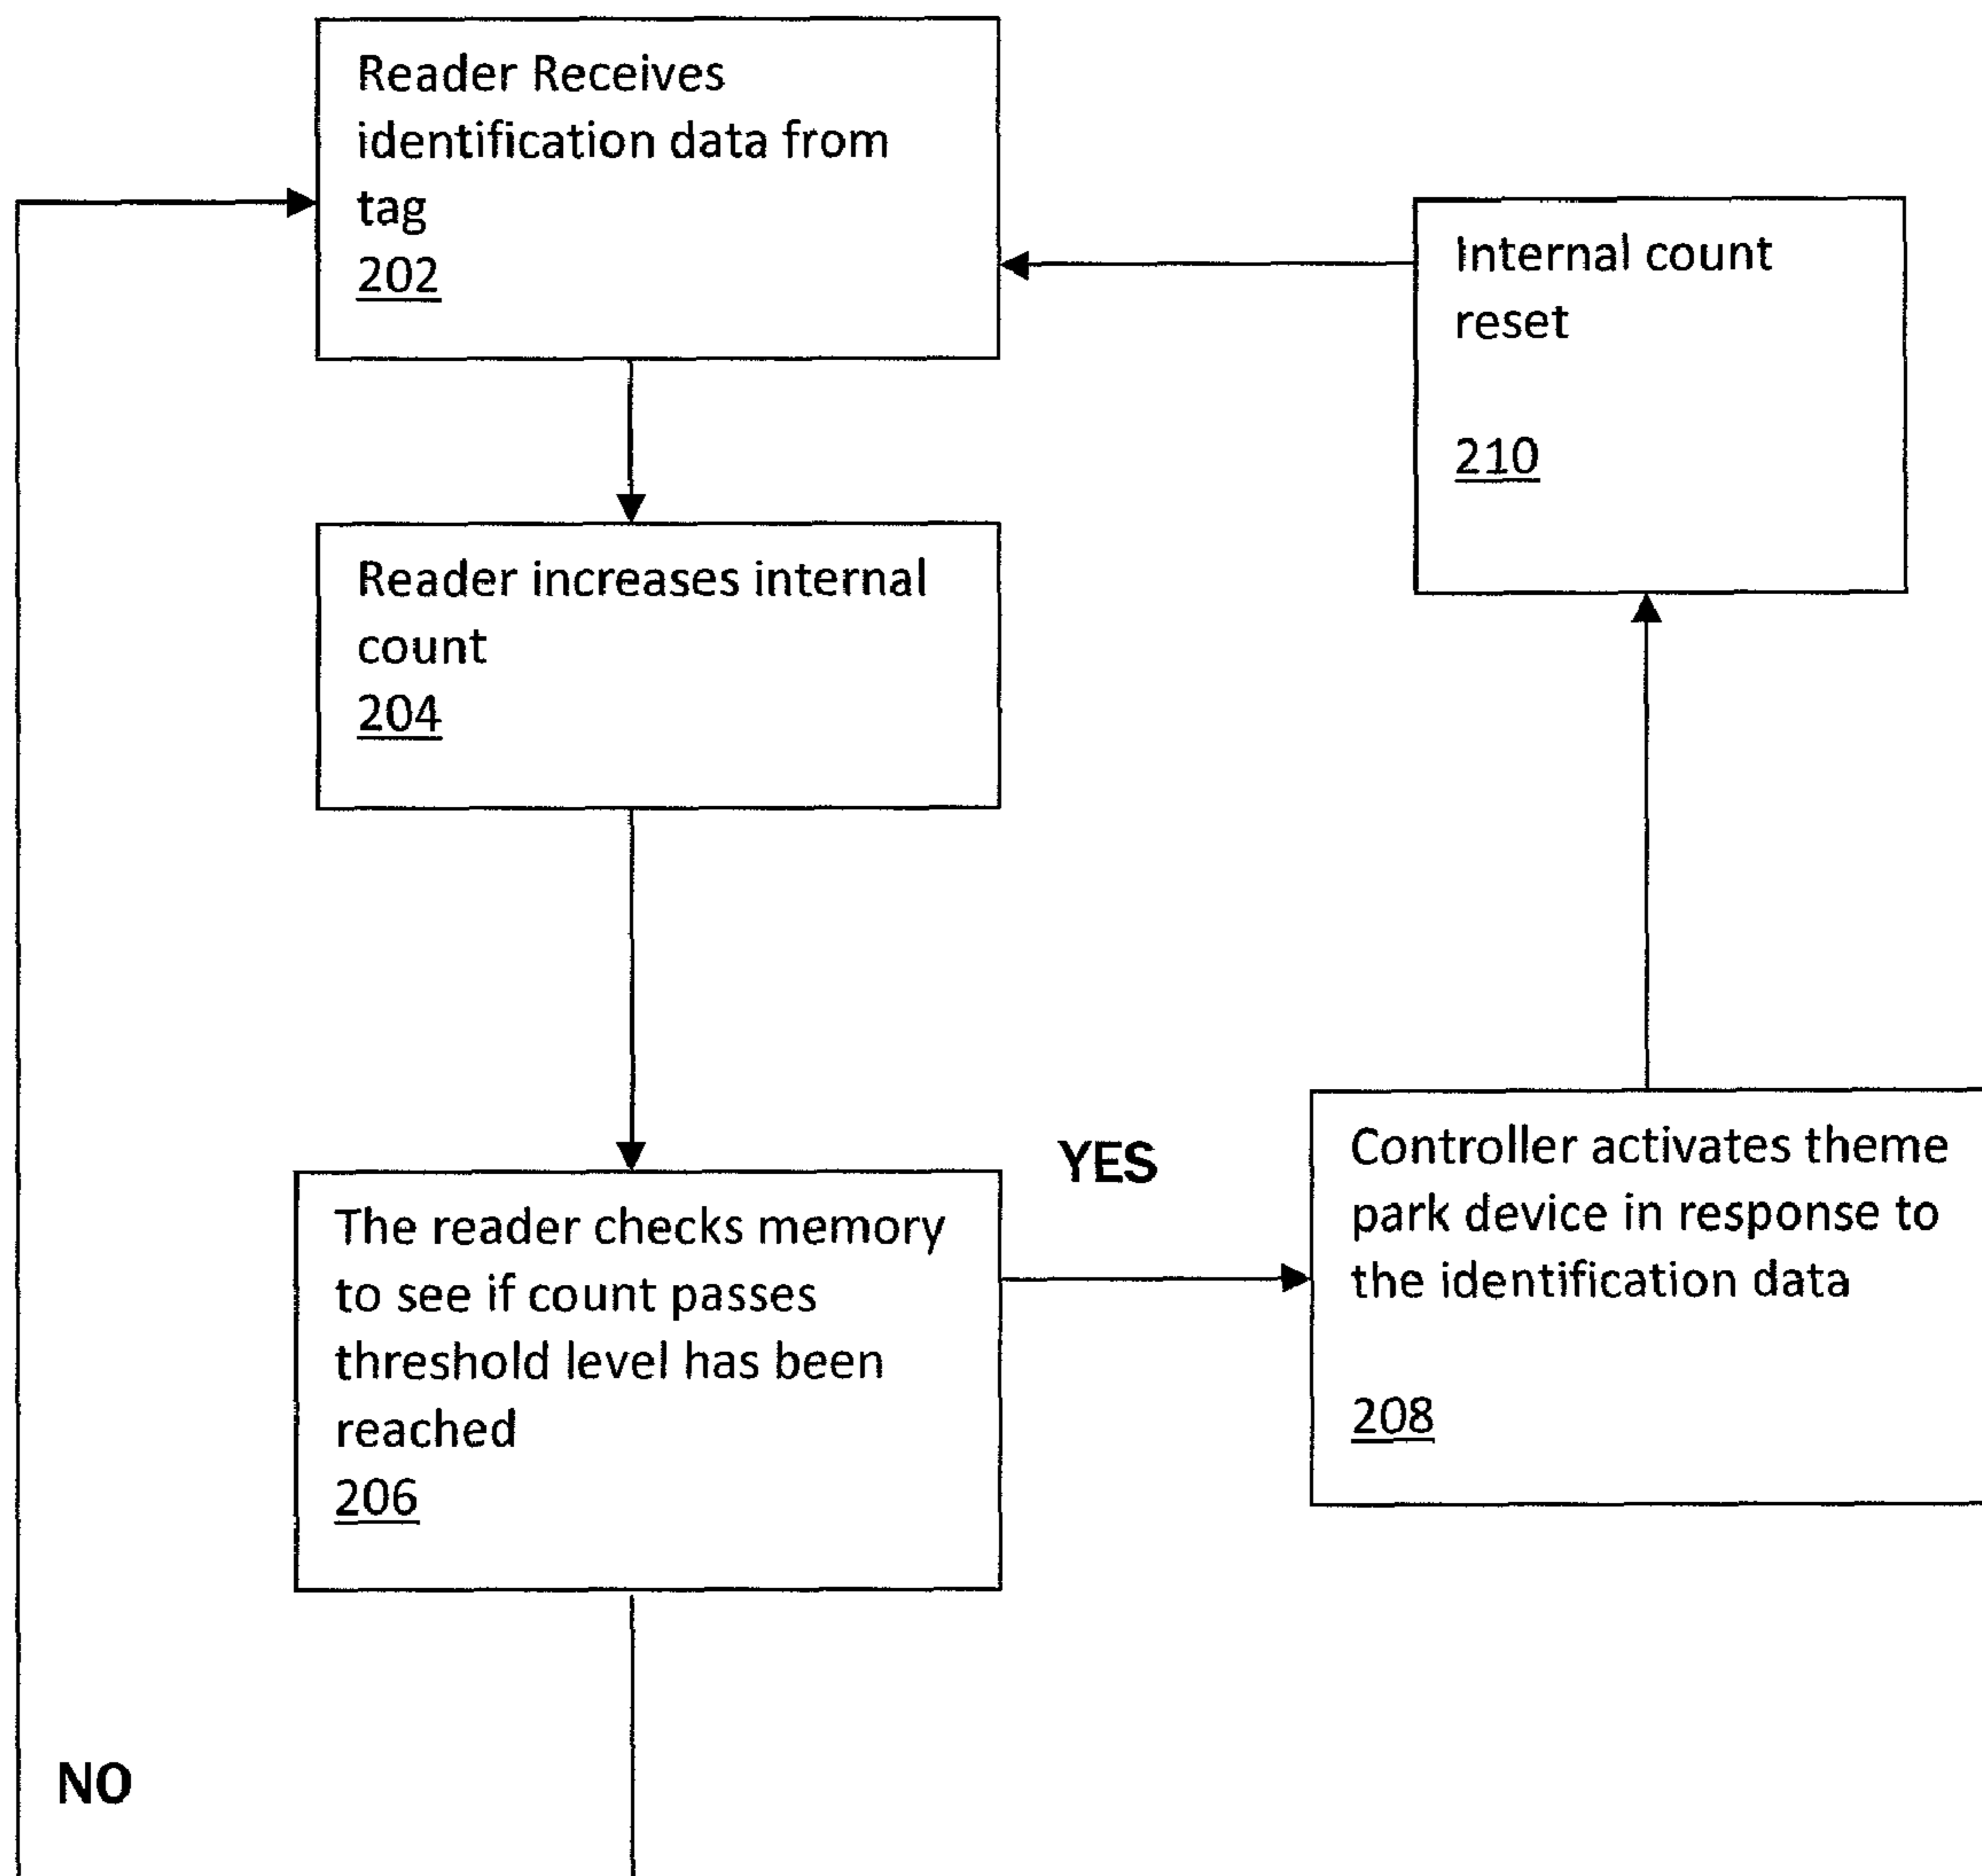 Reader Receives
identification data from
tag
202
Internal count
reset
210
Reader increases internal
count
204
The reader checks memory
to see if count passes
threshold level has been
reached
206
YES
Controller activates theme
park device in response to
the identification data
208
NO